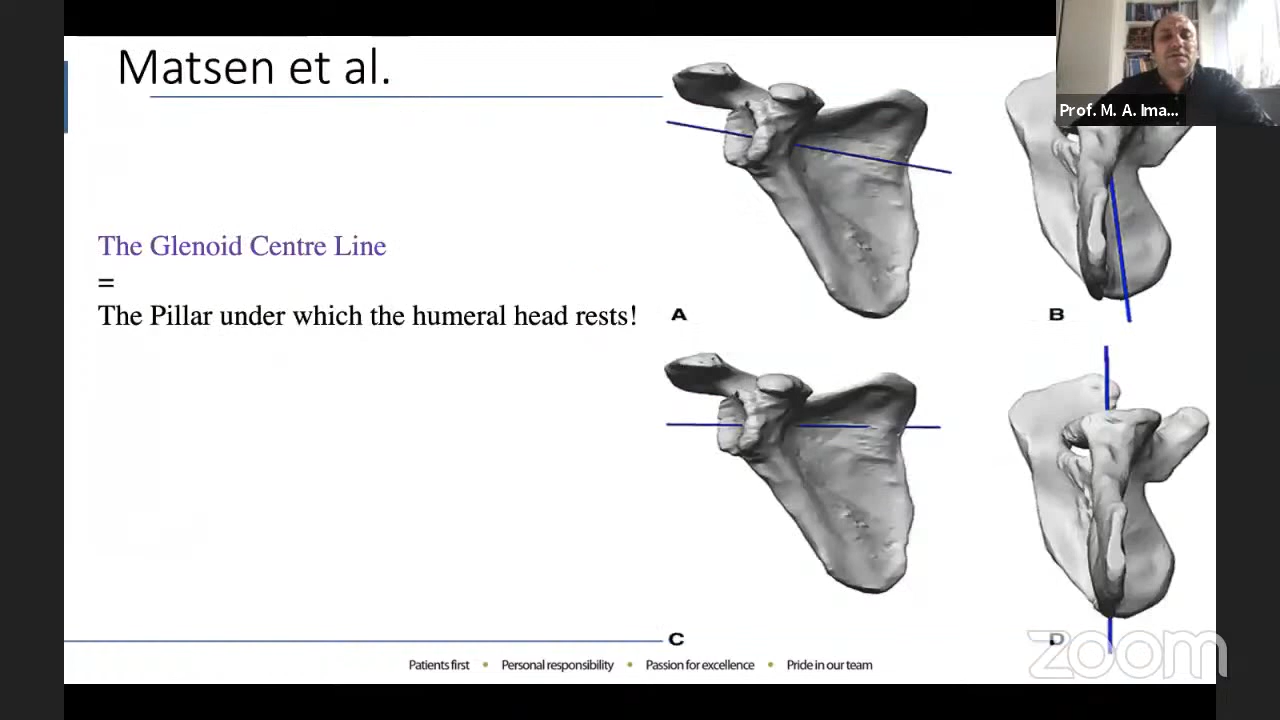 Matsen et al.
Prof. M. A. Ima...
The Glenoid Centre Line
=
The Pillar under which the humeral head rests!
A
B
C
D
Patients first • Personal responsibility • Passion for excellence • Pride in our team
zoom